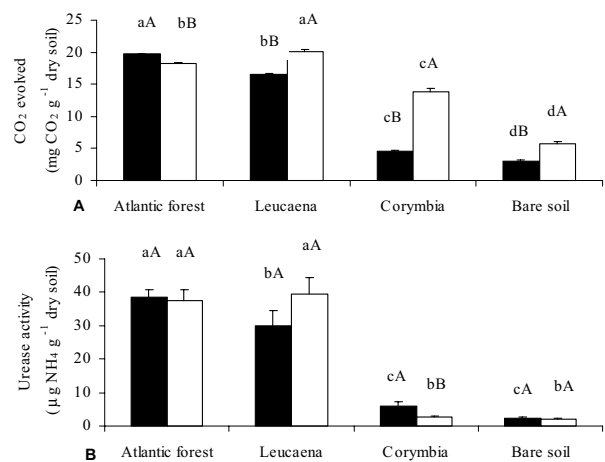 25
20
15
10
5
0
CO2 evolved
(mg CO2 g-1 dry soil)
aA bB bB aA cB cA dB dA
A
Atlantic forest Leucaena Corymbia Bare soil
50
40
30
20
10
0
Urease activity
(µg NH4 g-1 dry soil)
aA aA bA aA cA bB cA bA
B
Atlantic forest Leucaena Corymbia Bare soil